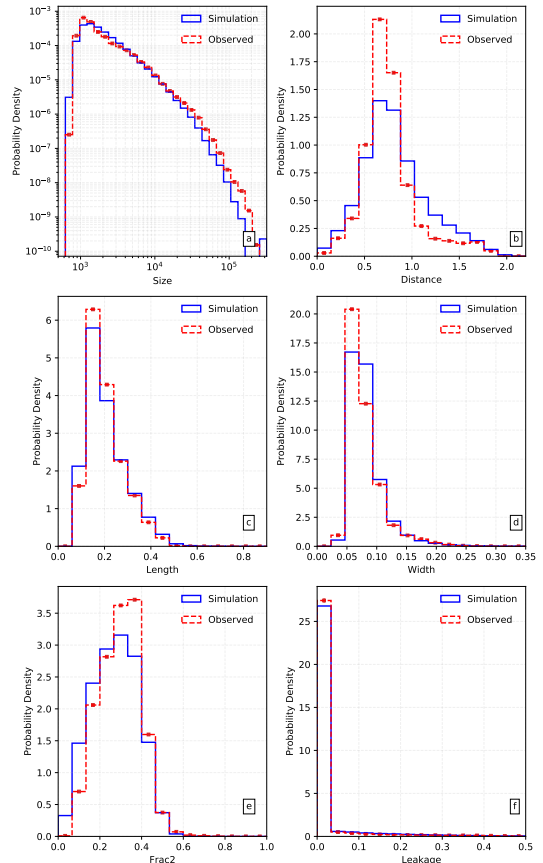 10⁻³
10⁻⁴
10⁻⁵
10⁻⁶
10⁻⁷
10⁻⁸
10⁻⁹
10⁻¹⁰
Probability Density
Simulation
Observed
a
10³ 10⁴ 10⁵
Size
2.00
1.75
1.50
1.25
1.00
0.75
0.50
0.25
0.00
Probability Density
Simulation
Observed
b
0.0 0.5 1.0 1.5 2.0
Distance
6
5
4
3
2
1
0
Probability Density
Simulation
Observed
c
0.0 0.2 0.4 0.6 0.8
Length
20.0
17.5
15.0
12.5
10.0
7.5
5.0
2.5
0.0
Probability Density
Simulation
Observed
d
0.00 0.05 0.10 0.15 0.20 0.25 0.30 0.35
Width
3.5
3.0
2.5
2.0
1.5
1.0
0.5
0.0
Probability Density
Simulation
Observed
e
0.0 0.2 0.4 0.6 0.8 1.0
Frac2
25
20
15
10
5
0
Probability Density
Simulation
Observed
f
0.0 0.1 0.2 0.3 0.4 0.5
Leakage